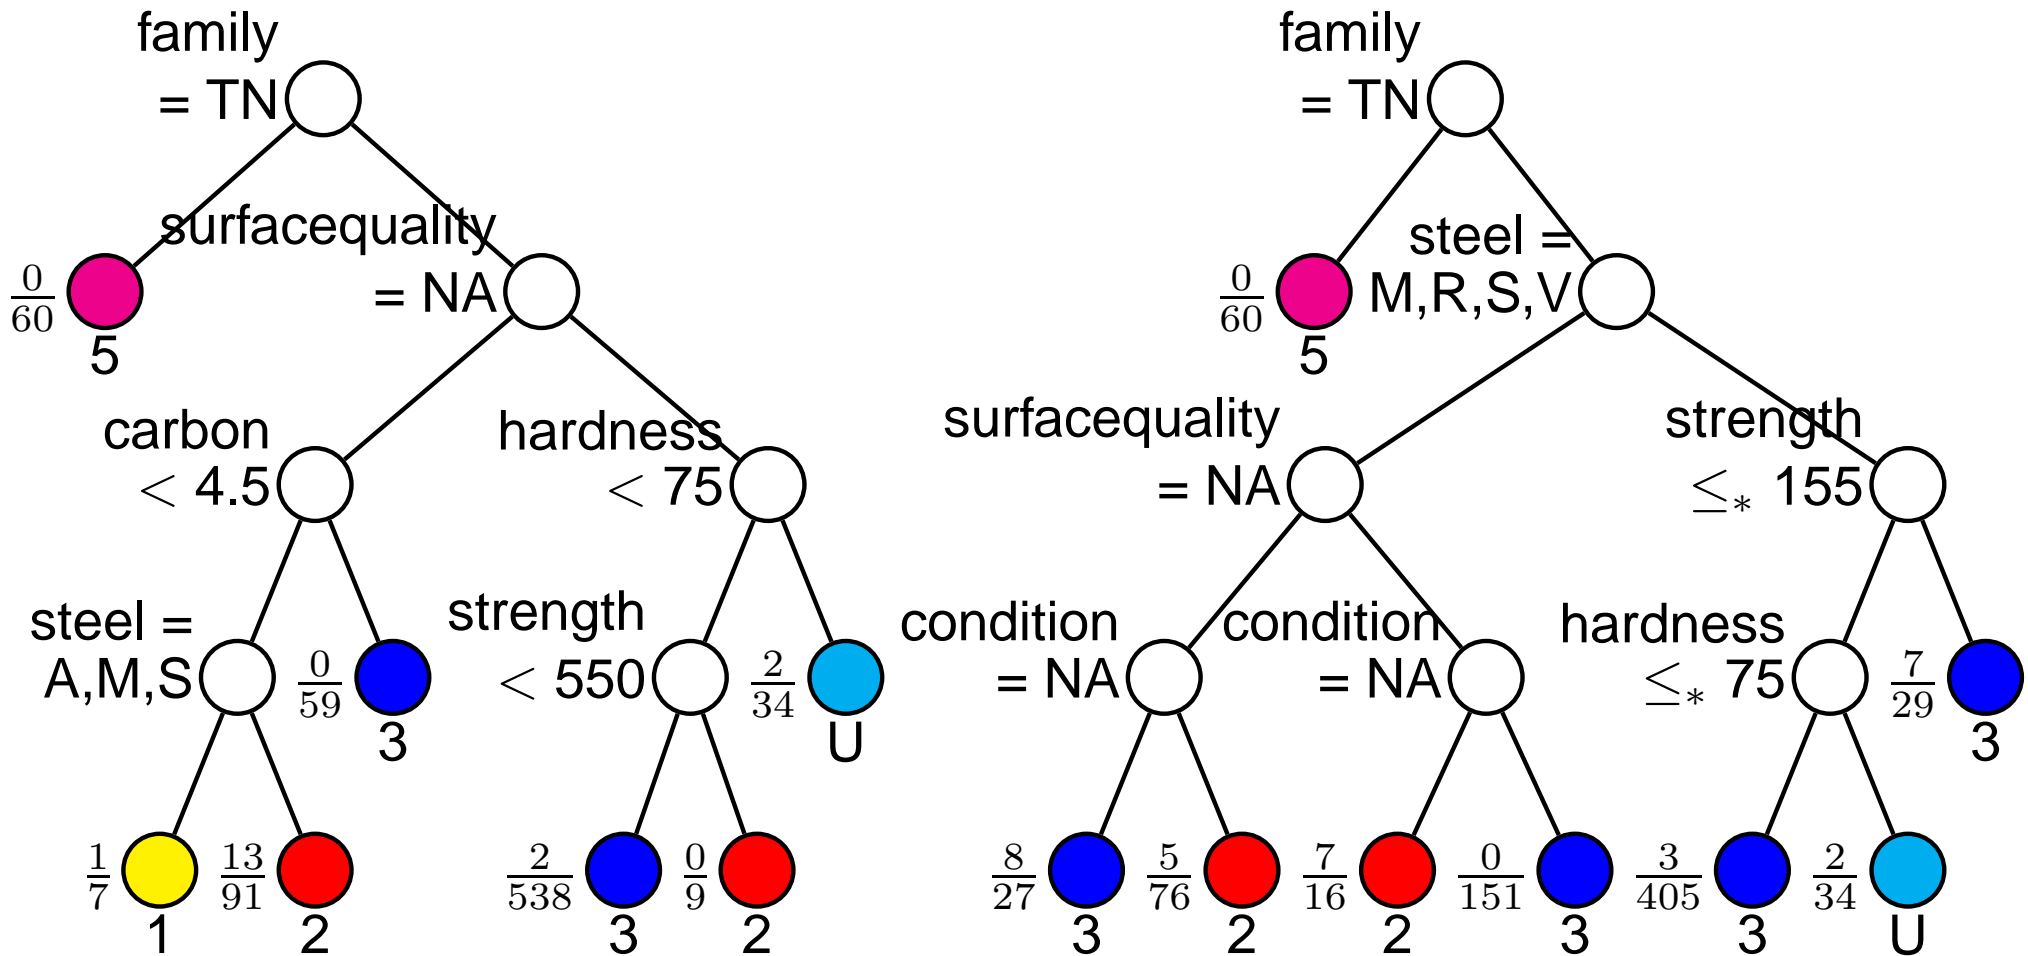 family
= TN
surfacequality
= NA
0/60
5
carbon
< 4.5
hardness
< 75
steel =
A,M,S
0/59
3
strength
< 550
2/34
U
1/7
1
13/91
2
2/538
3
0/9
2
family
= TN
steel =
M,R,S,V
0/60
5
surfacequality
= NA
strength
≤* 155
condition
= NA
condition
= NA
hardness
≤* 75
7/29
3
8/27
3
5/76
2
7/16
2
0/151
3
3/405
3
2/34
U